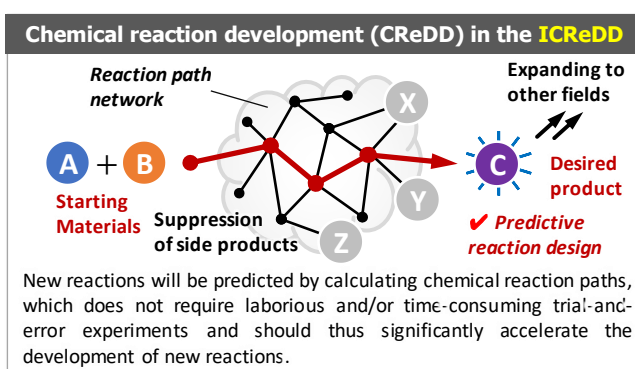 Chemical reaction development (CReDD) in the ICReDD
Reaction path
network
Expanding to
other fields
X
A + B
C
Desired
product
Starting
Materials
Y
Suppression
of side products
Z
✔ Predictive
reaction design
New reactions will be predicted by calculating chemical reaction paths,
which does not require laborious and/or time-consuming trial-and-
error experiments and should thus significantly accelerate the
development of new reactions.